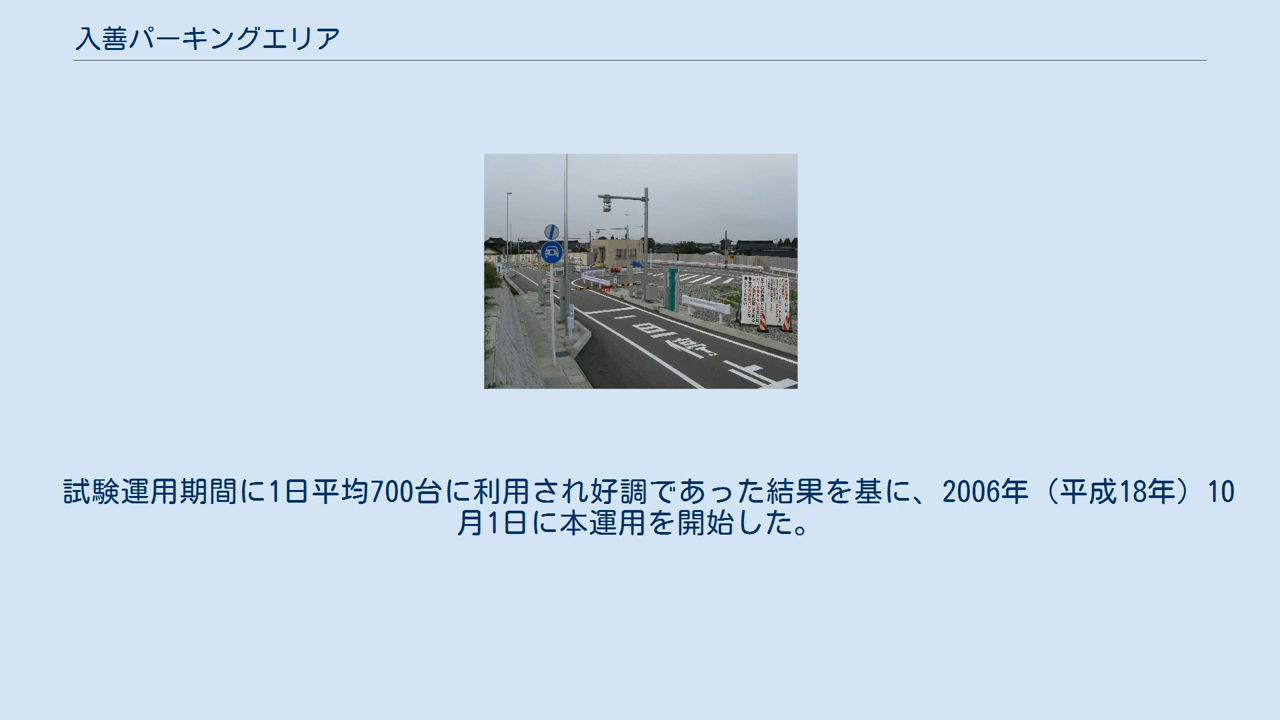 入善パーキングエリア
試験運用期間に1日平均700台に利用され好調であった結果を基に、2006年（平成18年）10
月1日に本運用を開始した。